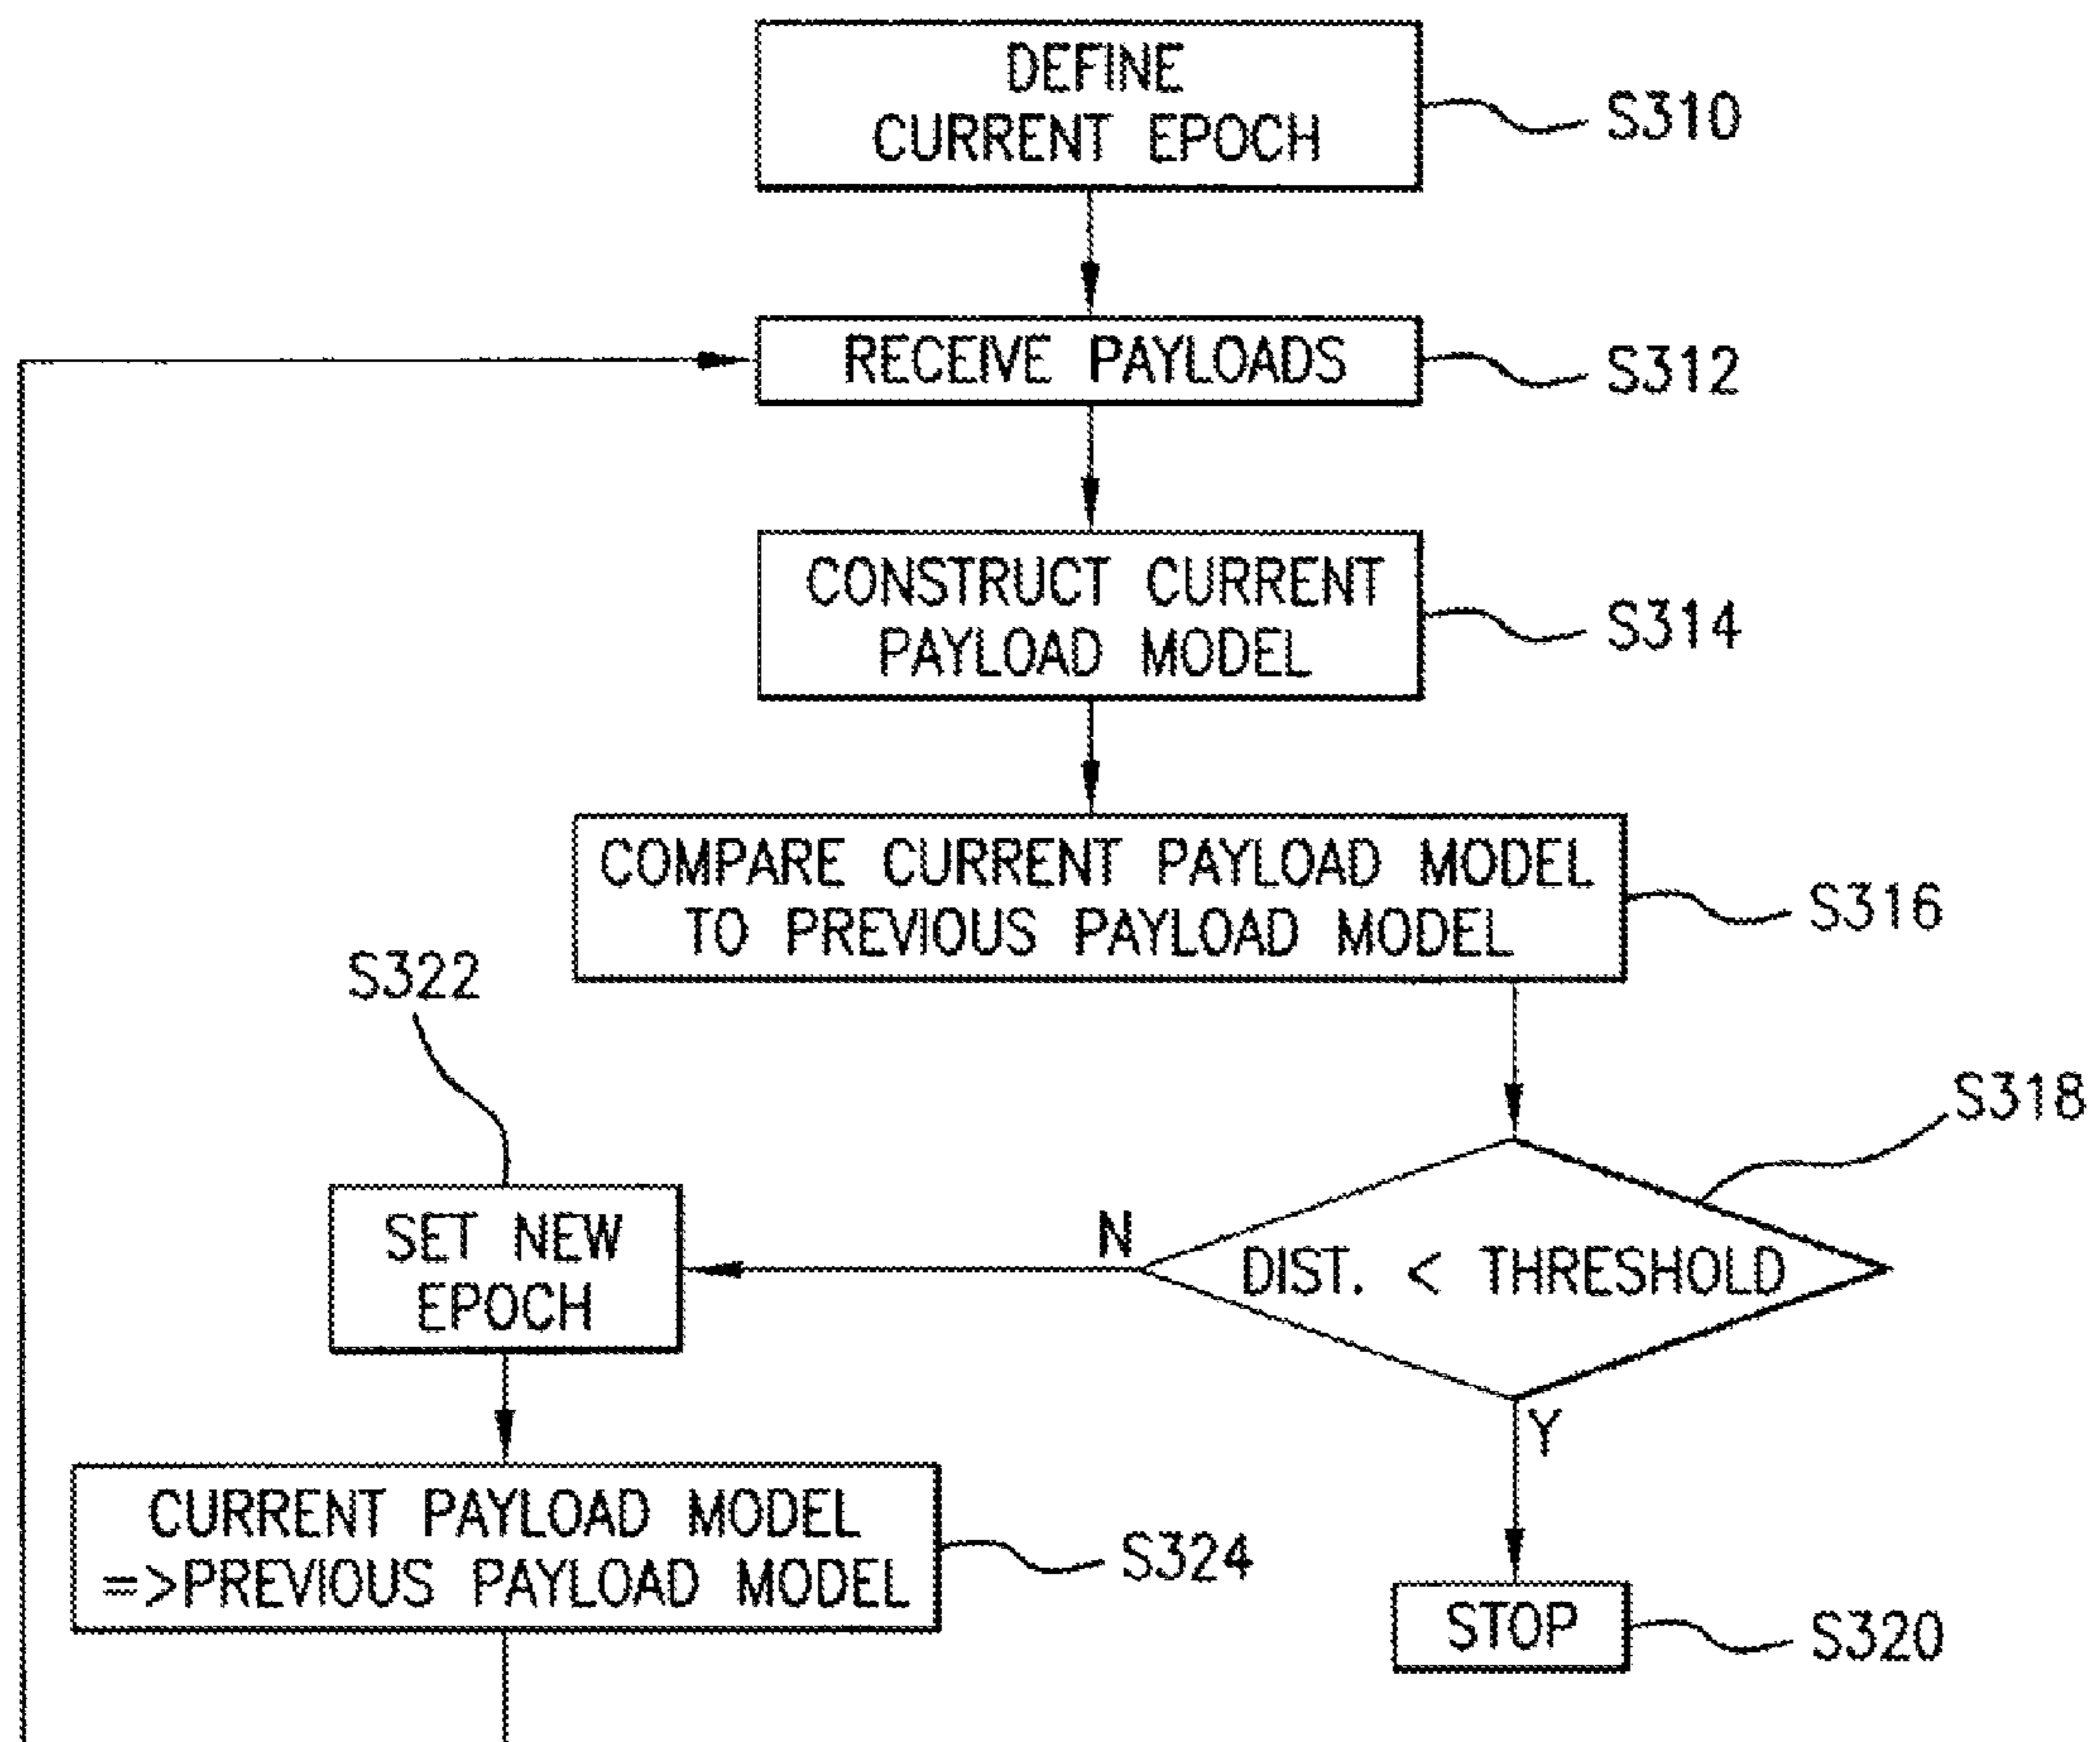 DEFINE
CURRENT EPOCH
S310
RECEIVE PAYLOADS
S312
CONSTRUCT CURRENT
PAYLOAD MODEL
S314
COMPARE CURRENT PAYLOAD MODEL
TO PREVIOUS PAYLOAD MODEL
S316
S322
S318
SET NEW
EPOCH
N
DIST. < THRESHOLD
Y
CURRENT PAYLOAD MODEL
=>PREVIOUS PAYLOAD MODEL
S324
STOP
S320